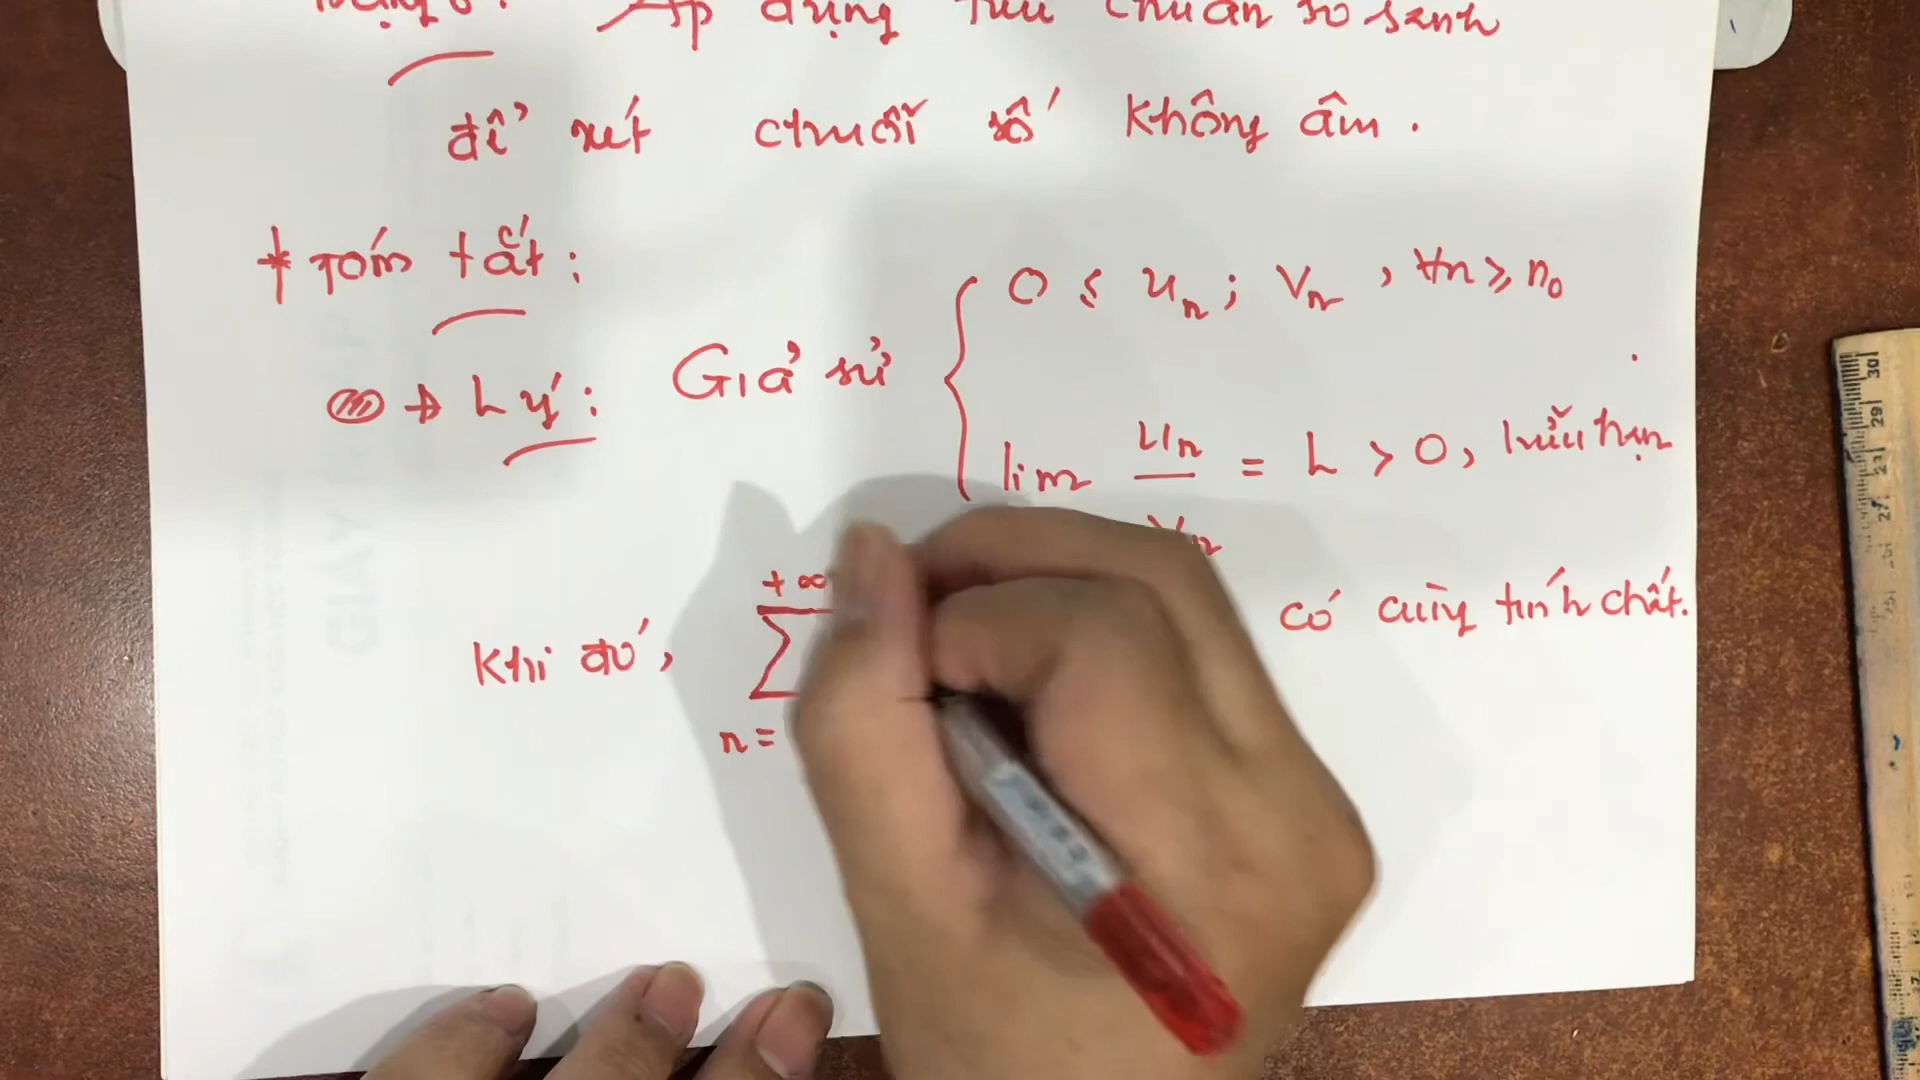 Áp dụng tiêu chuẩn so sánh
để xét chuỗi số không âm.
* Tóm tắt:
0 ≤ uₙ; vₙ, ∀n ≥ n₀
→ Lý: Giả sử {
lim uₙ/vₙ = L > 0, hữu hạn
Khi đó, +∞ ∑ n= có cùng tính chất.